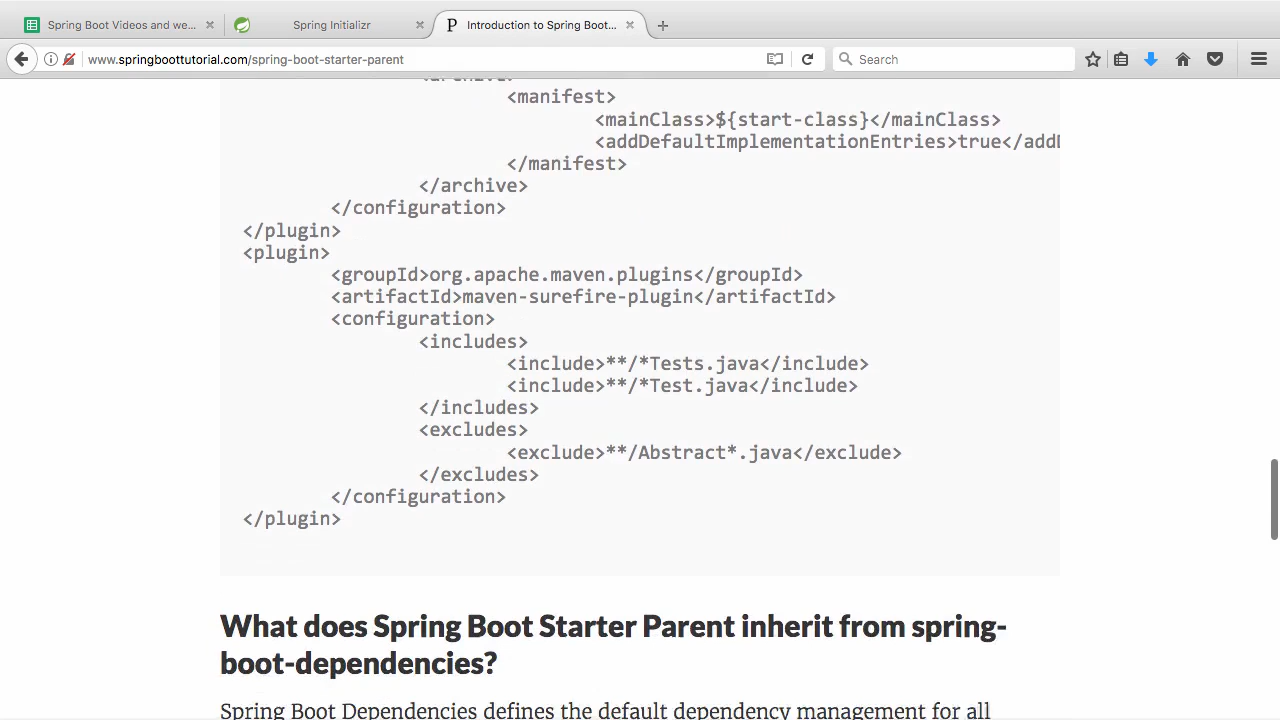 Spring Boot Videos and we...
Spring Initializr
P Introduction to Spring Boot...
www.springboottutorial.com/spring-boot-starter-parent
Search
<manifest>
<mainClass>${start-class}</mainClass>
<addDefaultImplementationEntries>true</addD
</manifest>
</archive>
</configuration>
</plugin>
<plugin>
<groupId>org.apache.maven.plugins</groupId>
<artifactId>maven-surefire-plugin</artifactId>
<configuration>
<includes>
<include>**/*Tests.java</include>
<include>**/*Test.java</include>
</includes>
<excludes>
<exclude>**/Abstract*.java</exclude>
</excludes>
</configuration>
</plugin>
What does Spring Boot Starter Parent inherit from spring-
boot-dependencies?
Spring Boot Dependencies defines the default dependency management for all